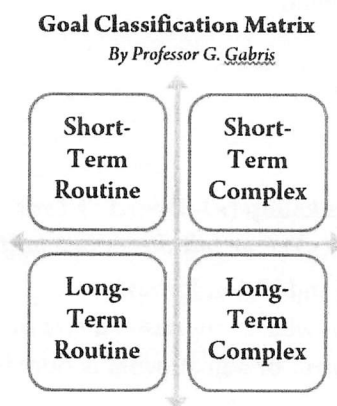 Goal Classification Matrix
By Professor G. Gabris
Short-
Term
Routine
Short-
Term
Complex
Long-
Term
Routine
Long-
Term
Complex